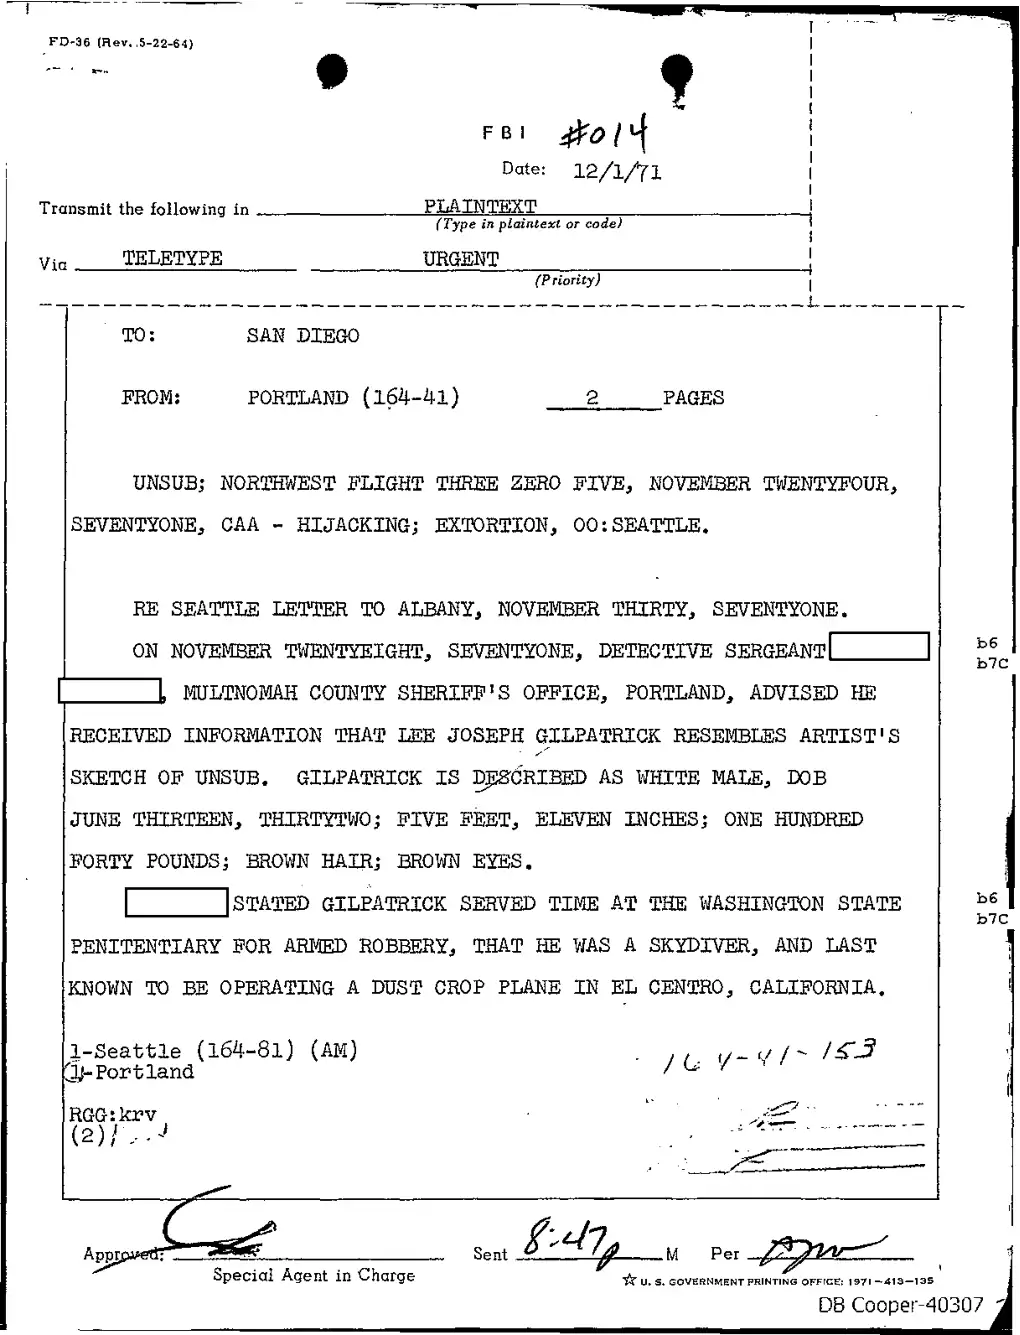 FD-36 (Rev. 5-22-64)
FBI #014
Date: 12/1/71
Transmit the following in PLAINTEXT
(Type in plaintext or code)
Via TELETYPE URGENT
(Priority)
TO: SAN DIEGO
FROM: PORTLAND (164-41) 2 PAGES
UNSUB; NORTHWEST FLIGHT THREE ZERO FIVE, NOVEMBER TWENTYFOUR,
SEVENTYONE, CAA - HIJACKING; EXTORTION, OO:SEATTLE.
RE SEATTLE LETTER TO ALBANY, NOVEMBER THIRTY, SEVENTYONE.
ON NOVEMBER TWENTYEIGHT, SEVENTYONE, DETECTIVE SERGEANT b6
b7C
, MULTNOMAH COUNTY SHERIFF'S OFFICE, PORTLAND, ADVISED HE
RECEIVED INFORMATION THAT LEE JOSEPH GILPATRICK RESEMBLES ARTIST'S
SKETCH OF UNSUB. GILPATRICK IS DESCRIBED AS WHITE MALE, DOB
JUNE THIRTEEN, THIRTYTWO; FIVE FEET, ELEVEN INCHES; ONE HUNDRED
FORTY POUNDS; BROWN HAIR; BROWN EYES.
STATED GILPATRICK SERVED TIME AT THE WASHINGTON STATE b6
b7C
PENITENTIARY FOR ARMED ROBBERY, THAT HE WAS A SKYDIVER, AND LAST
KNOWN TO BE OPERATING A DUST CROP PLANE IN EL CENTRO, CALIFORNIA.
1-Seattle (164-81) (AM)
1-Portland
164-41-153
RGG:krv
(2)
Approved: Sent 8:47p M Per
Special Agent in Charge
☆ U. S. GOVERNMENT PRINTING OFFICE: 1971-413-135
DB Cooper-40307